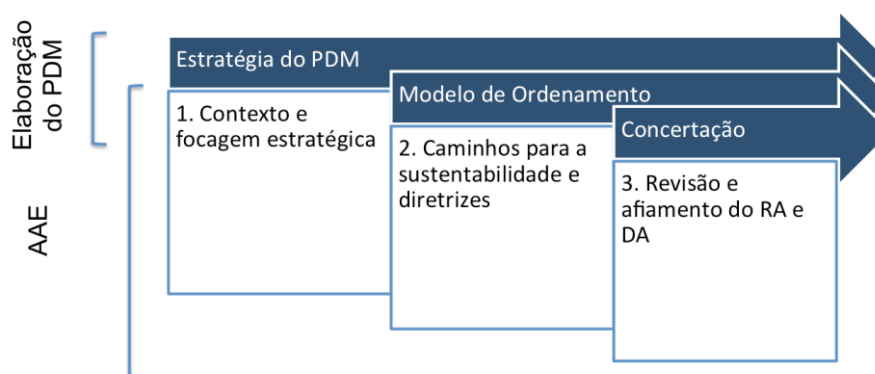 Elaboração
do PDM
AAE
Estratégia do PDM
1. Contexto e
focagem estratégica
Modelo de Ordenamento
2. Caminhos para a
sustentabilidade e
diretrizes
Concertação
3. Revisão e
afiamento do RA e
DA